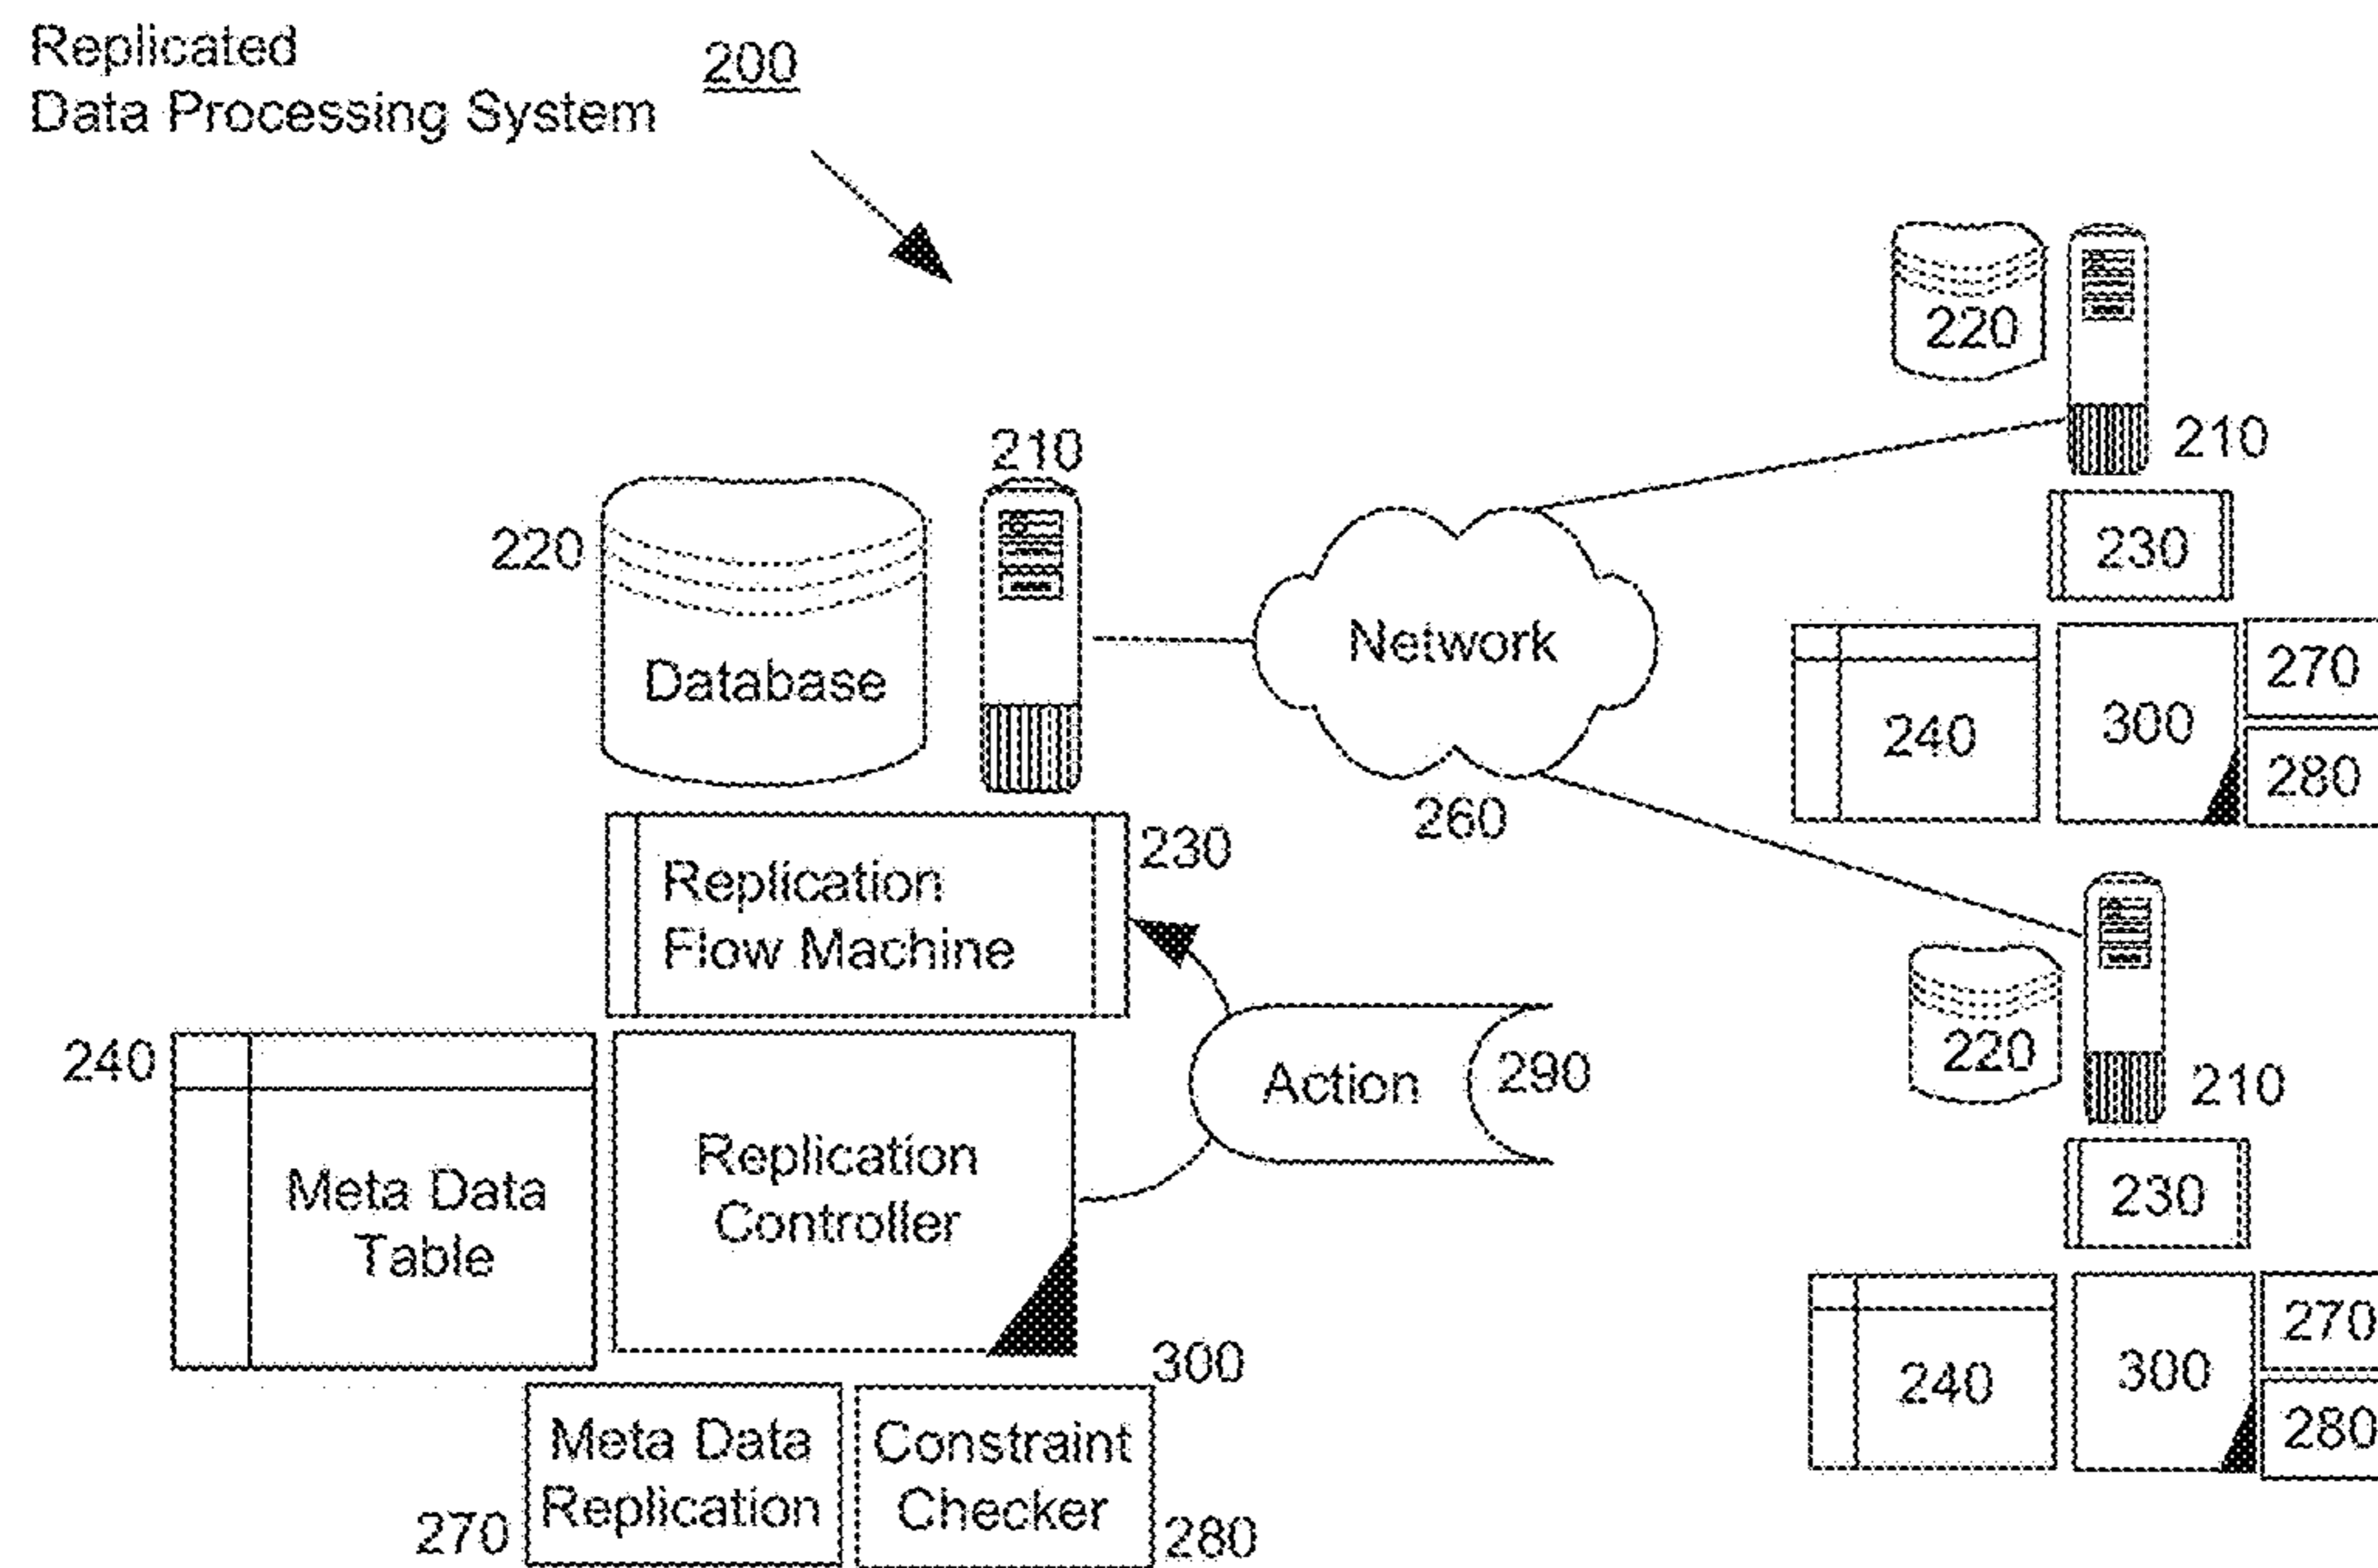 Replicated
Data Processing System
200
220
210
210
230
210
220
Database
Network
260
240
300
270
280
230
Replication
Flow Machine
240
Meta Data
Table
Replication
Controller
300
Action
290
220
210
230
240
300
270
280
Meta Data
Replication
270
Constraint
Checker
280